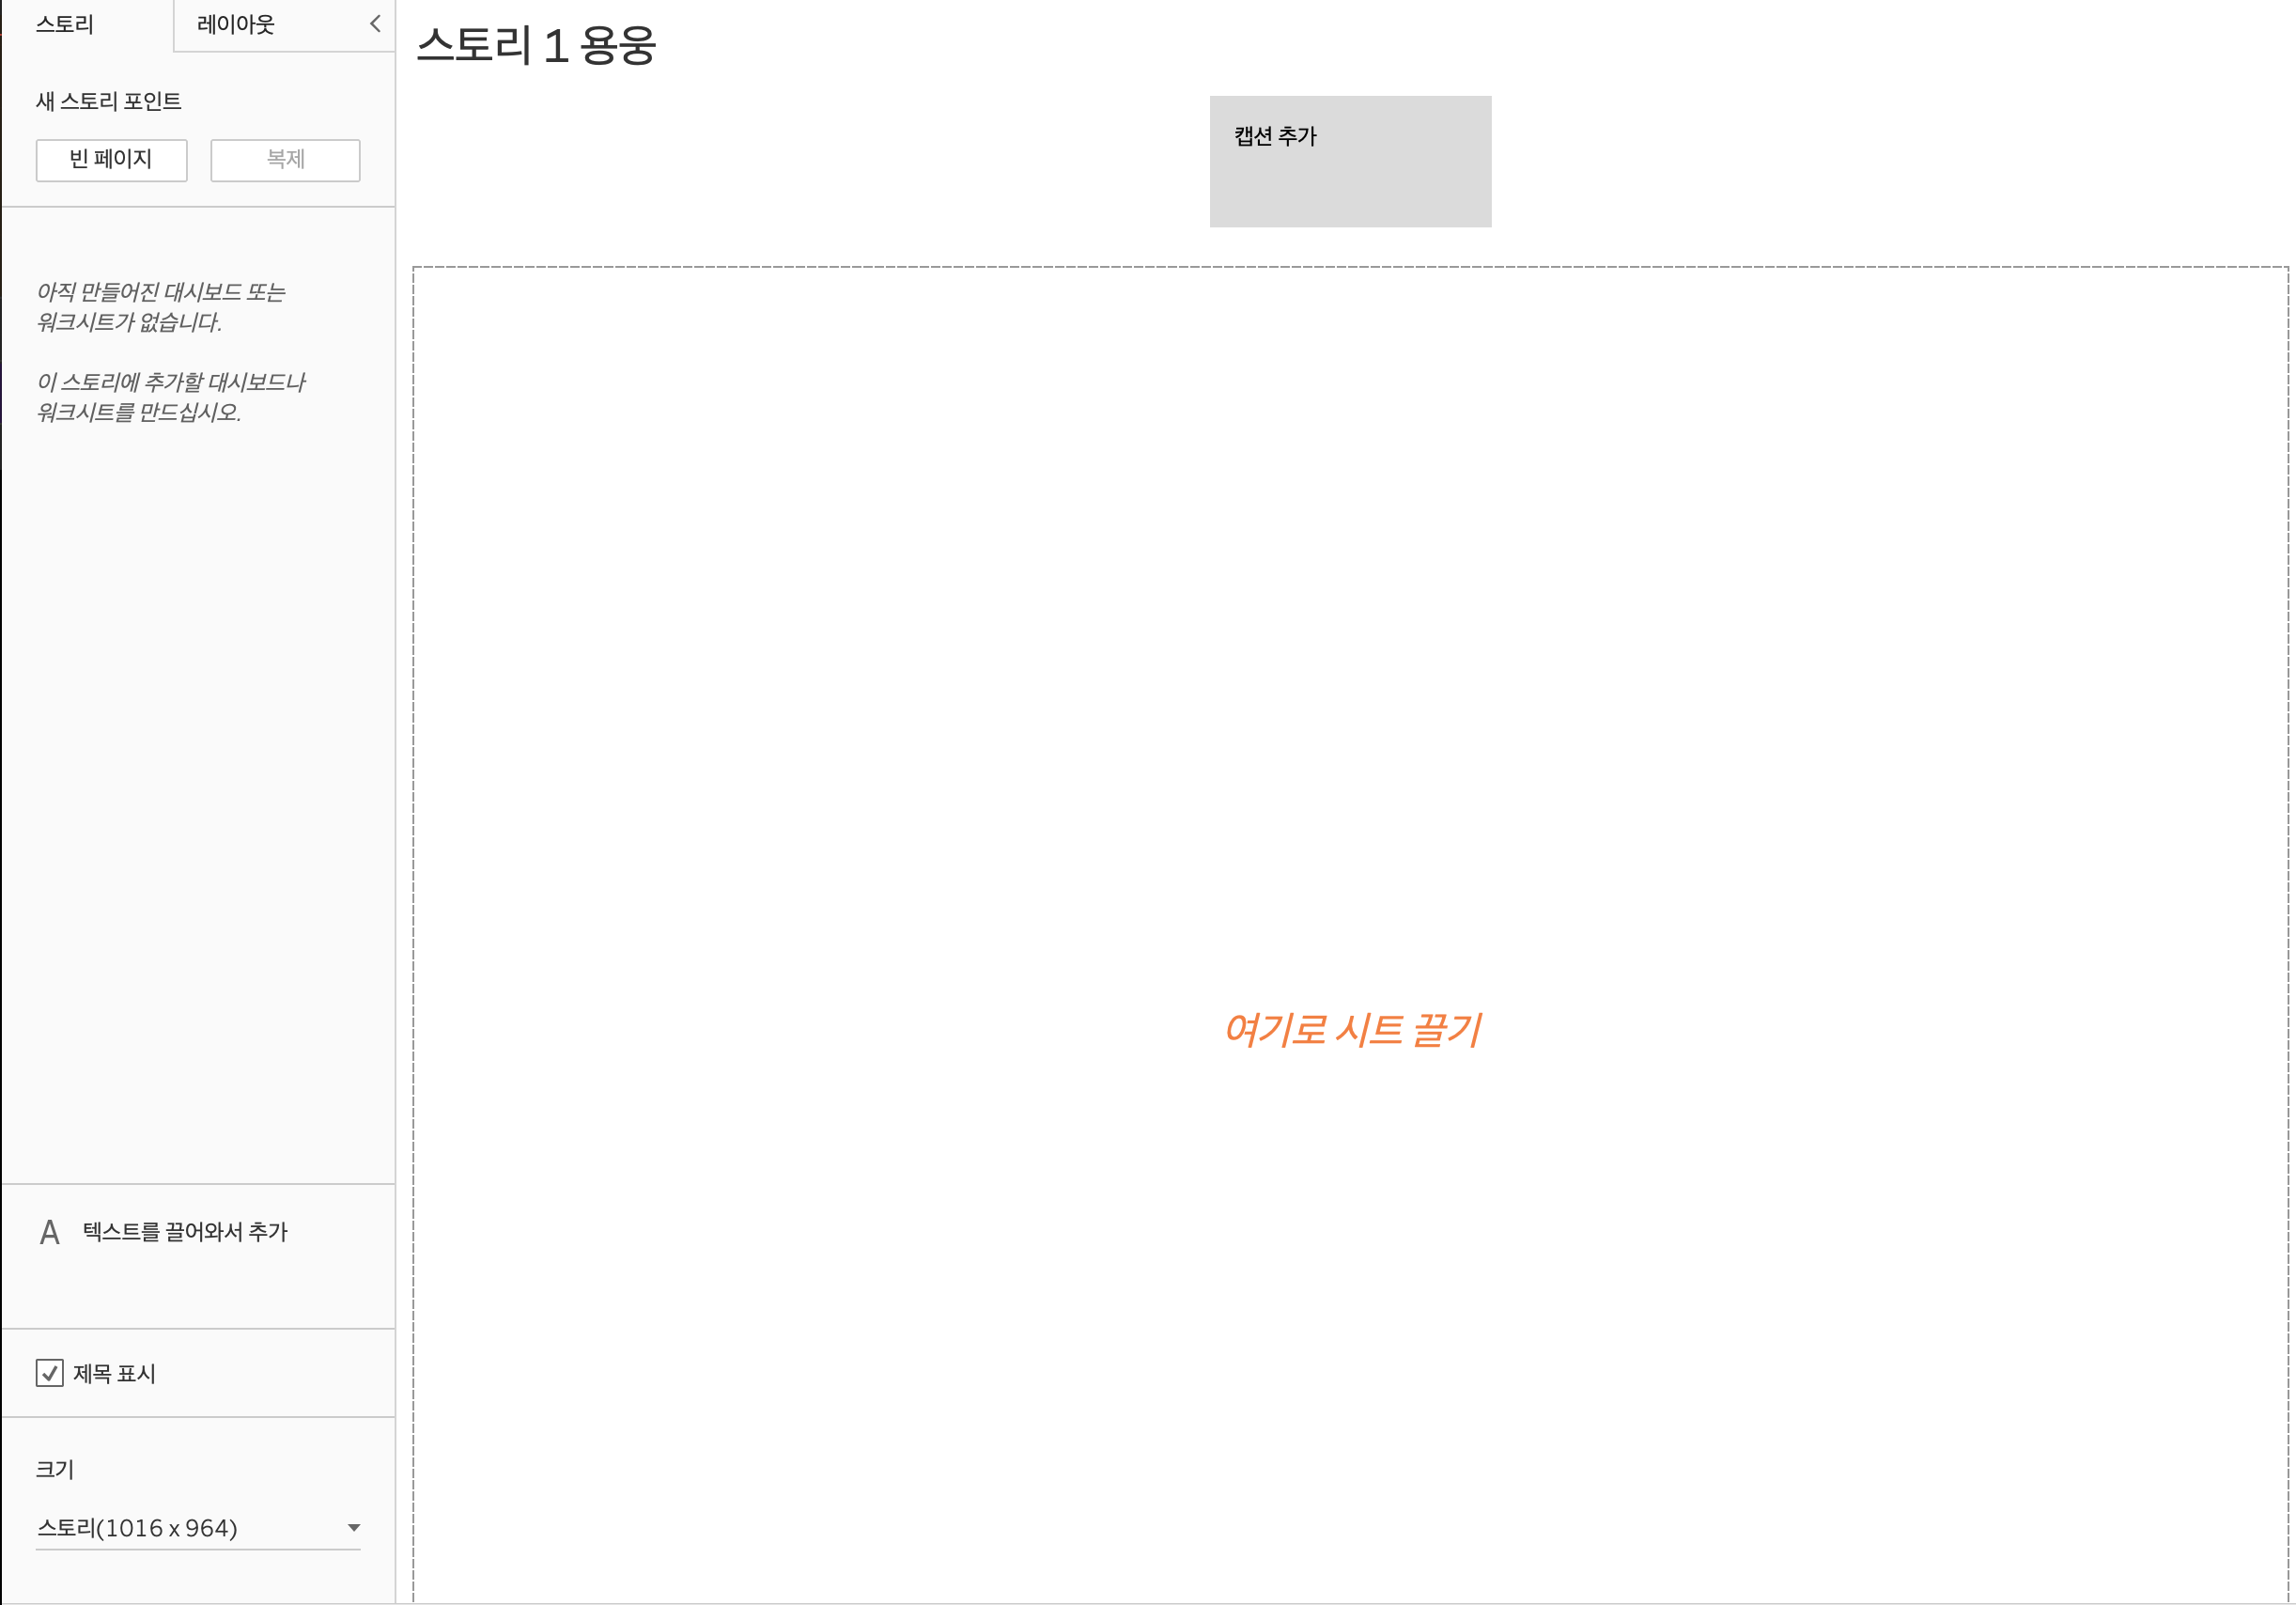 스토리
레이아웃
새 스토리 포인트
빈 페이지
복제
아직 만들어진 대시보드 또는
워크시트가 없습니다.
이 스토리에 추가할 대시보드나
워크시트를 만드십시오.
A 텍스트를 끌어와서 추가
제목 표시
크기
스토리(1016 x 964)
스토리 1 용웅
캡션 추가
여기로 시트 끌기